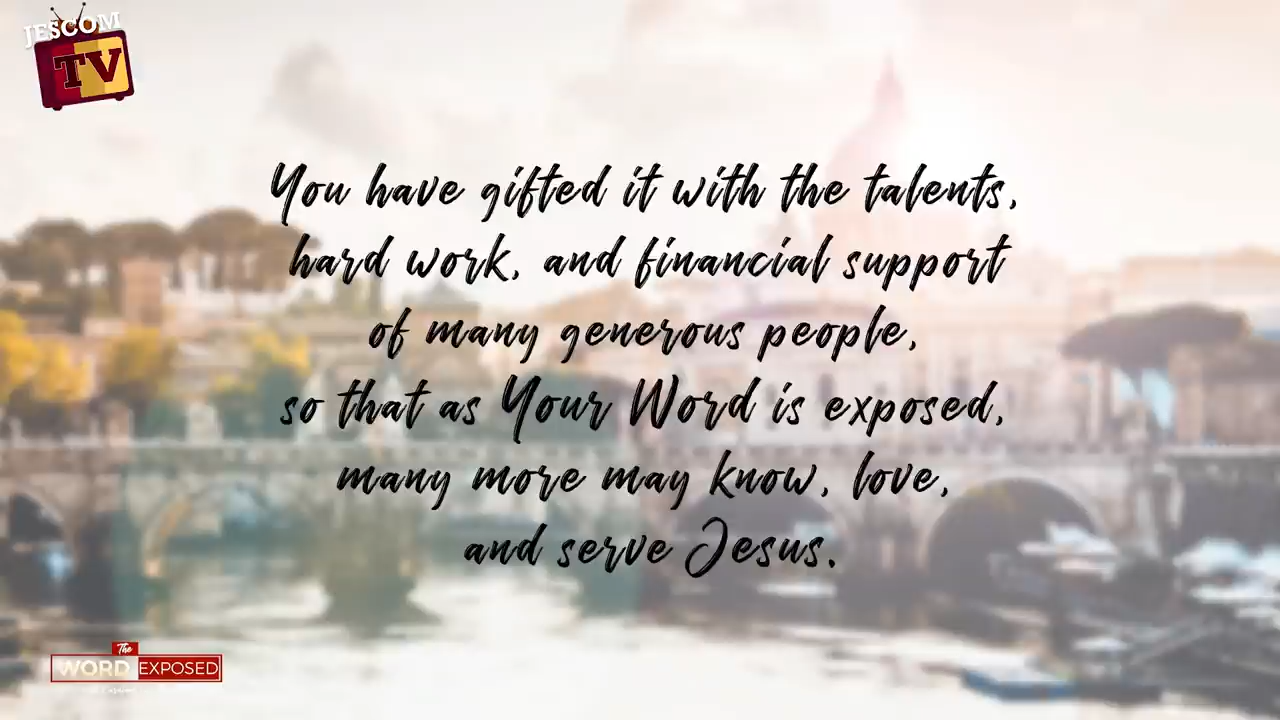 JESCOM
TV
You have gifted it with the talents,
hard work, and financial support
of many generous people,
so that as Your Word is exposed,
many more may know, love,
and serve Jesus.
The
WORD EXPOSED